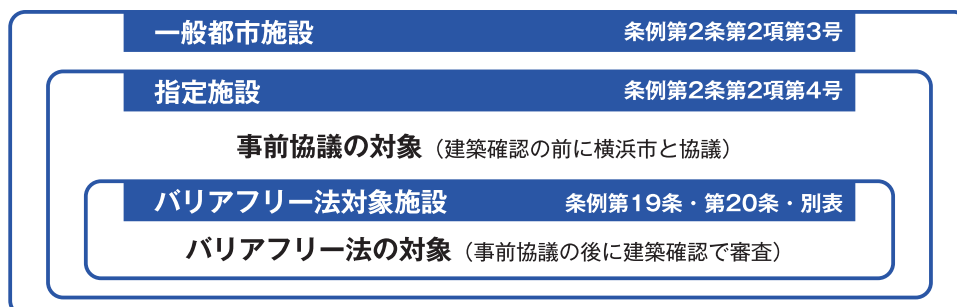 一般都市施設 条例第2条第2項第3号
指定施設 条例第2条第2項第4号
事前協議の対象（建築確認の前に横浜市と協議）
バリアフリー法対象施設 条例第19条・第20条・別表
バリアフリー法の対象（事前協議の後に建築確認で審査）